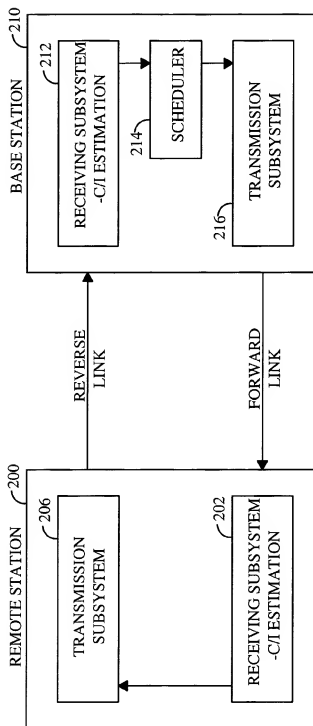 REMOTE STATION
200
206
TRANSMISSION
SUBSYSTEM
202
RECEIVING SUBSYSTEM
-C/I ESTIMATION
REVERSE
LINK
FORWARD
LINK
BASE STATION
210
212
RECEIVING SUBSYSTEM
-C/I ESTIMATION
214
SCHEDULER
216
TRANSMISSION
SUBSYSTEM